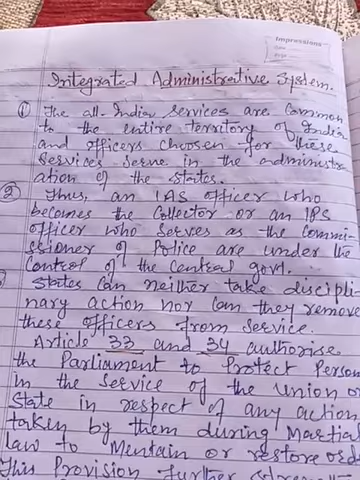 Impressions
Integrated Administrative System.
① The all-India services are common
to the entire territory of India
and officers choosen for these
services serve in the administr
ation of the states.
② Thus, an IAS officer who
becomes the collector or an IPS
officer who serves as the commi-
ssioner of Police are under the
control of the central govt.
States can neither take discipli-
nary action nor can they remove
these officers from service.
Article 33 and 34 authorise
the Parliament to Protect Person
in the service of the Union or
State in respect of any action
taken by them during Martial
law to Mentain or restore ord
This Provision further